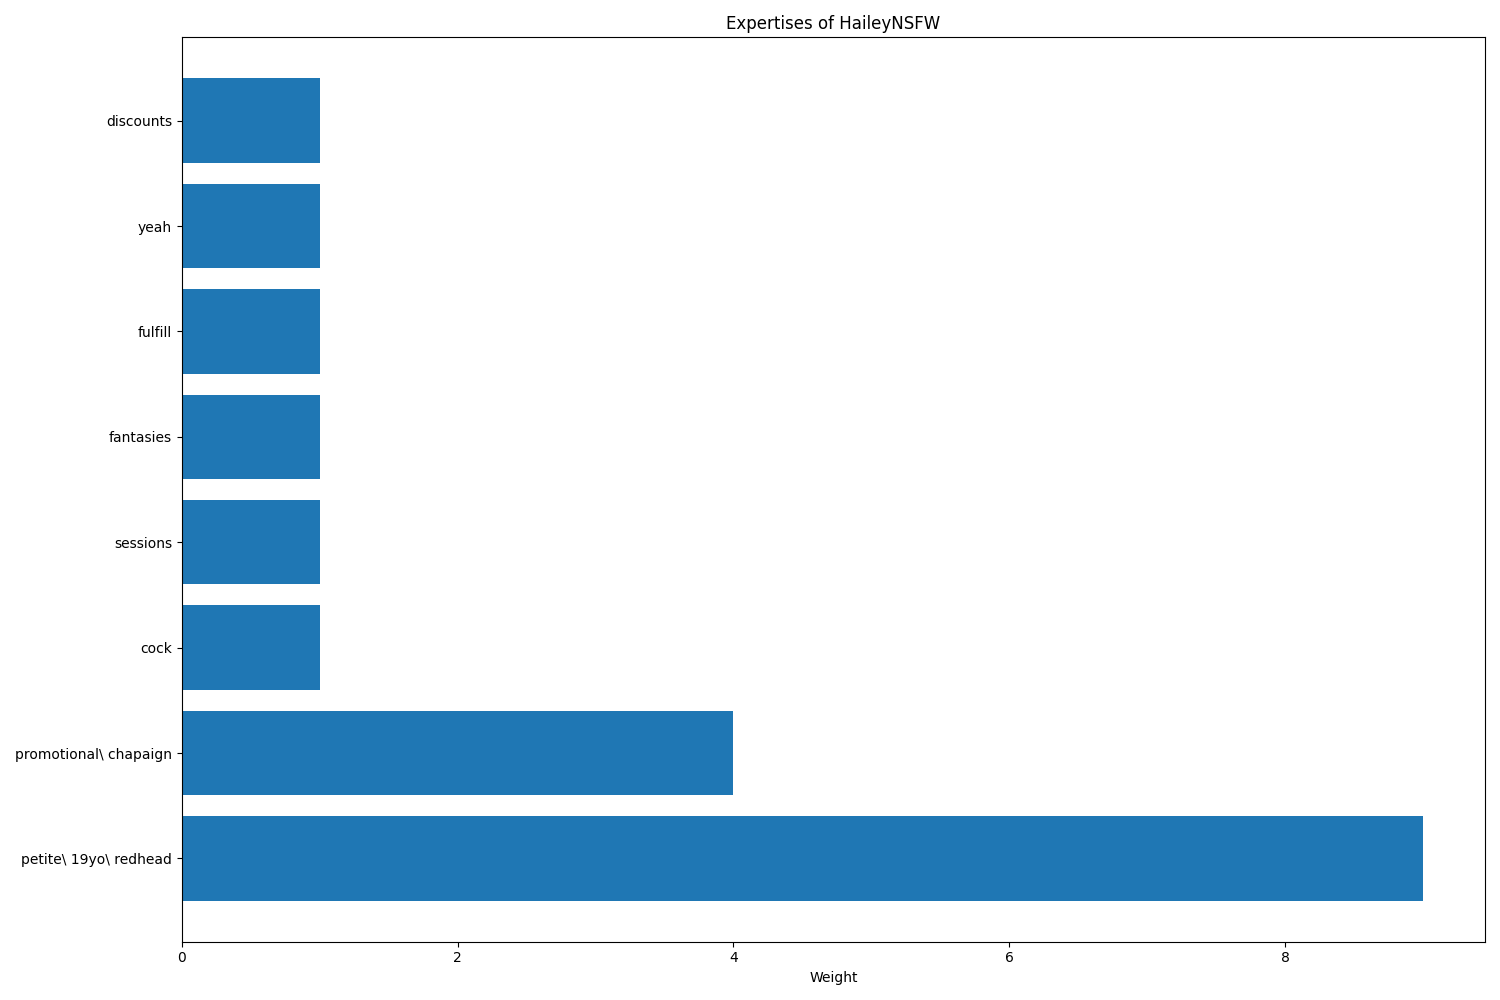 Expertises of HaileyNSFW
discounts
yeah
fulfill
fantasies
sessions
cock
promotional\ chapaign
petite\ 19yo\ redhead
0 2 4 6 8
Weight